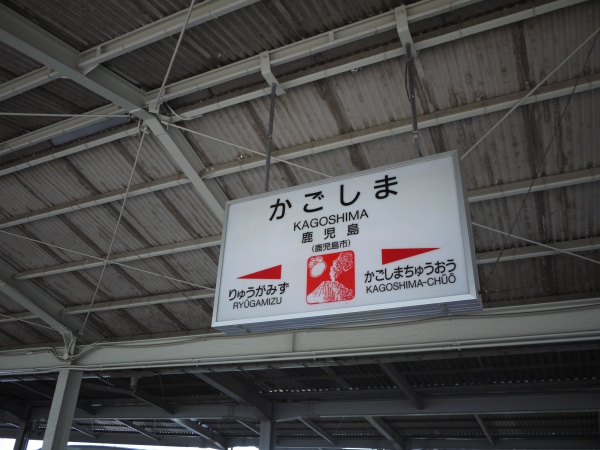 かごしま
KAGOSHIMA
鹿児島
(鹿児島市)
りゅうがみず
RYŪGAMIZU
かごしまちゅうおう
KAGOSHIMA-CHŪŌ